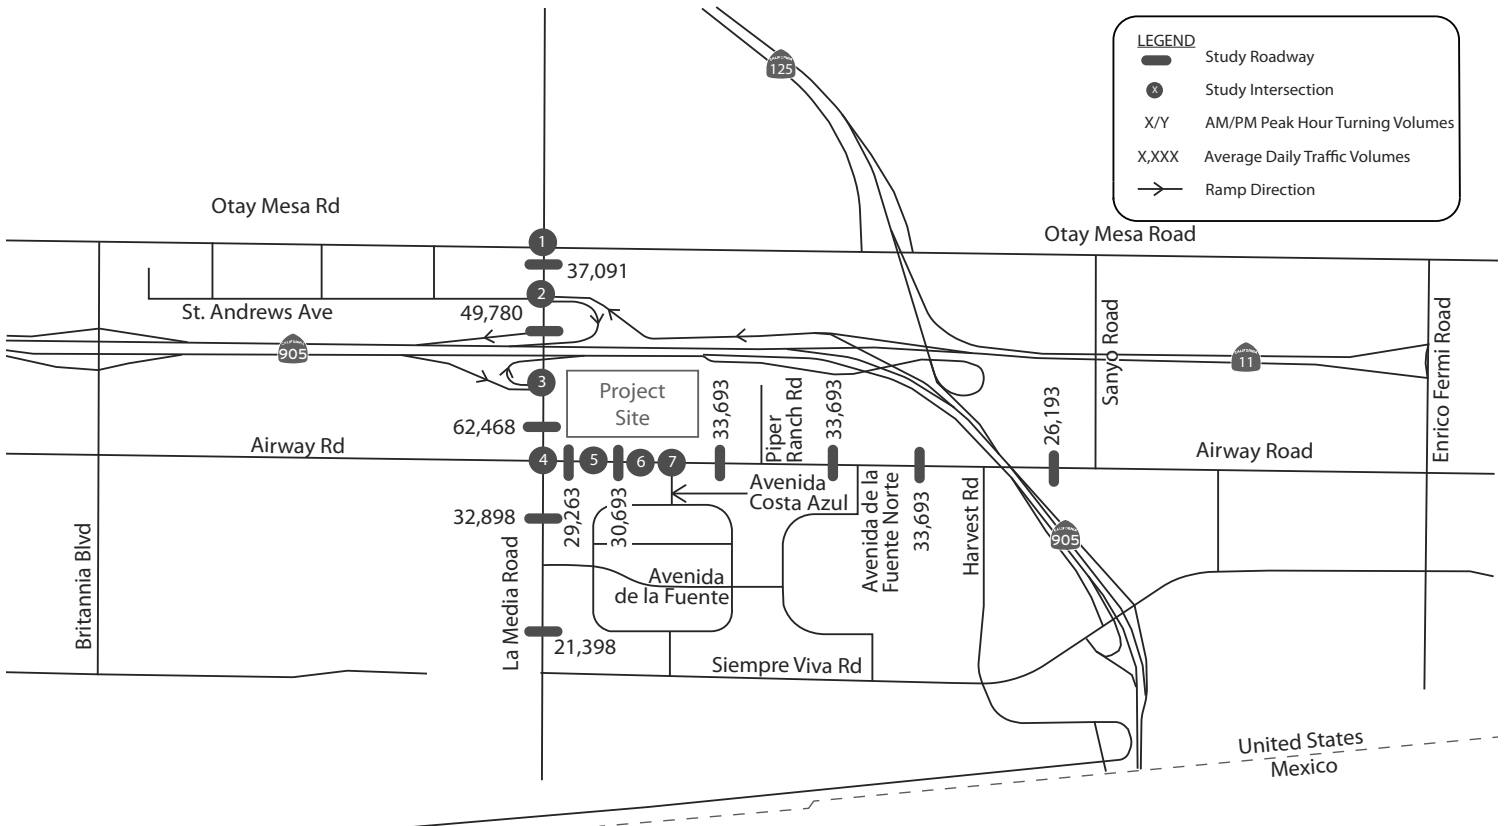 LEGEND
Study Roadway
X
Study Intersection
X/Y
AM/PM Peak Hour Turning Volumes
X,XXX
Average Daily Traffic Volumes
Ramp Direction
CALIFORNIA
125
Otay Mesa Rd
Otay Mesa Road
1
37,091
2
St. Andrews Ave
49,780
CALIFORNIA
905
CALIFORNIA
11
Sanyo Road
Enrico Fermi Road
3
Project
Site
62,468
33,693
Piper
Ranch Rd
33,693
26,193
Airway Rd
Airway Road
4
5
6
7
29,263
30,693
Avenida
Costa Azul
Avenida de la
Fuente Norte
33,693
Harvest Rd
32,898
CALIFORNIA
905
Britannia Blvd
La Media Road
Avenida
de la Fuente
21,398
Siempre Viva Rd
United States
Mexico